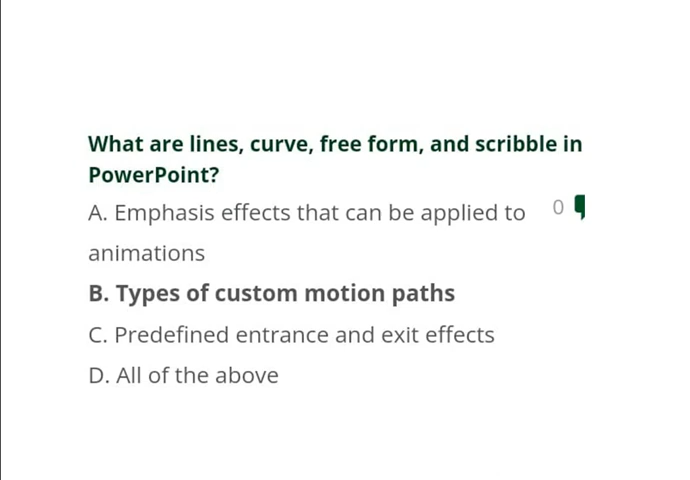 What are lines, curve, free form, and scribble in
PowerPoint?
A. Emphasis effects that can be applied to
0
animations
B. Types of custom motion paths
C. Predefined entrance and exit effects
D. All of the above